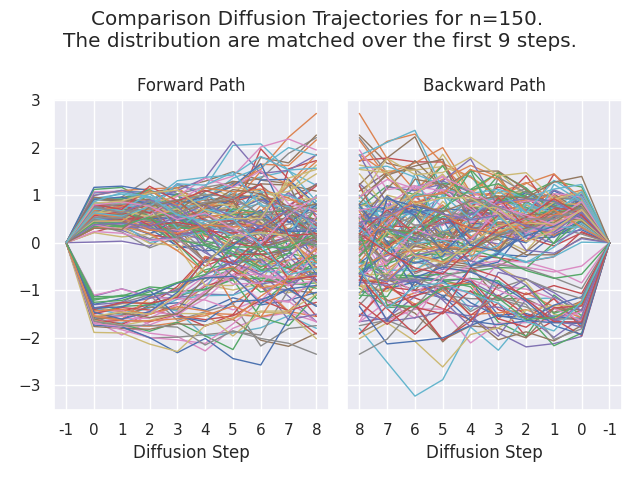 Comparison Diffusion Trajectories for n=150.
The distribution are matched over the first 9 steps.
Forward Path
Backward Path
3
2
1
0
−1
−2
−3
-1 0 1 2 3 4 5 6 7 8
8 7 6 5 4 3 2 1 0 -1
Diffusion Step
Diffusion Step